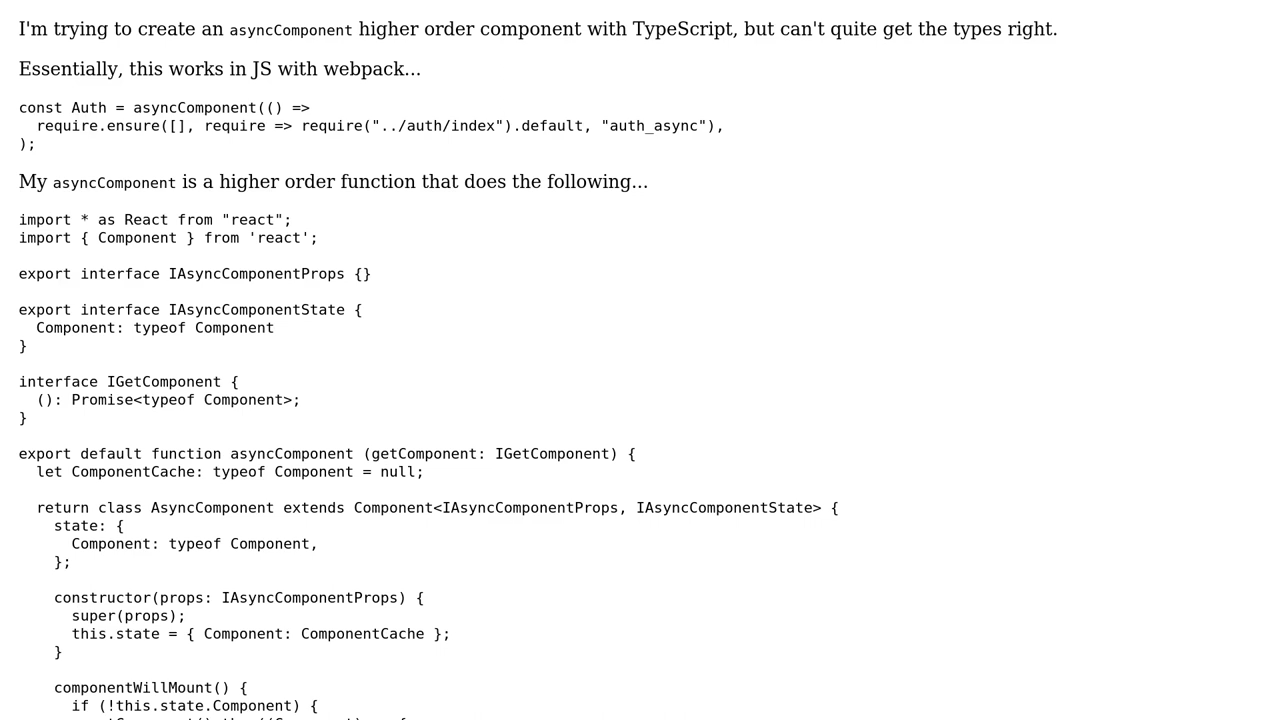 I'm trying to create an asyncComponent higher order component with TypeScript, but can't quite get the types right.
Essentially, this works in JS with webpack...
const Auth = asyncComponent(() =>
  require.ensure([], require => require("../auth/index").default, "auth_async"),
);
My asyncComponent is a higher order function that does the following...
import * as React from "react";
import { Component } from 'react';
export interface IAsyncComponentProps {}
export interface IAsyncComponentState {
  Component: typeof Component
}
interface IGetComponent {
  (): Promise<typeof Component>;
}
export default function asyncComponent (getComponent: IGetComponent) {
  let ComponentCache: typeof Component = null;
  return class AsyncComponent extends Component<IAsyncComponentProps, IAsyncComponentState> {
    state: {
      Component: typeof Component,
    };
    constructor(props: IAsyncComponentProps) {
      super(props);
      this.state = { Component: ComponentCache };
    }
    componentWillMount() {
      if (!this.state.Component) {